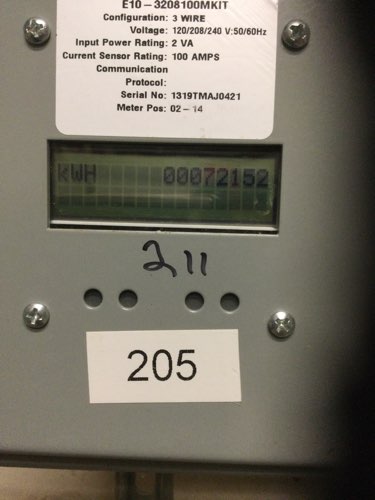 E10-3208100MKIT
Configuration: 3 WIRE
Voltage: 120/208/240 V:50/60Hz
Input Power Rating: 2 VA
Current Sensor Rating: 100 AMPS
Communication
Protocol:
Serial No: 1319TMAJ0421
Meter Pos: 02-14
kWH 00072152
211
205